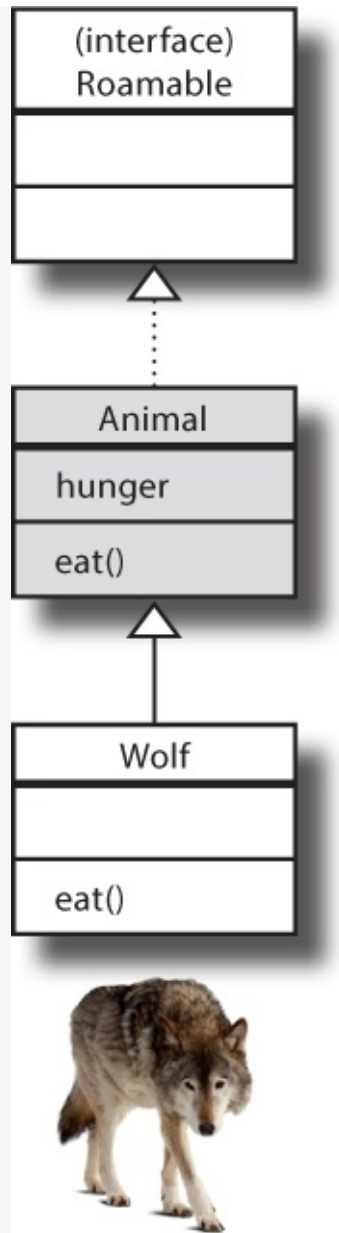 (interface)
Roamable
Animal
hunger
eat()
Wolf
eat()